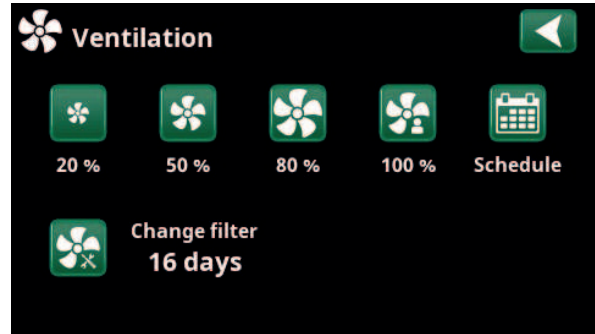 Ventilation
20 % 50 % 80 % 100 % Schedule
Change filter
16 days